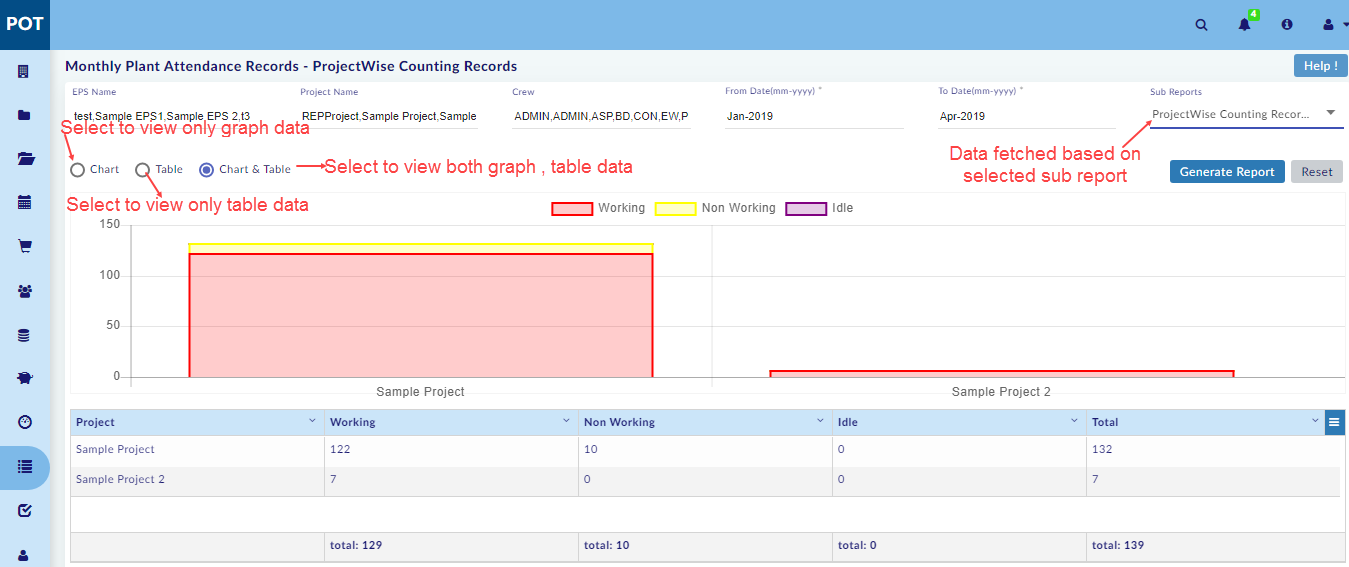 POT
4
Monthly Plant Attendance Records - ProjectWise Counting Records
Help !
EPS Name
Project Name
Crew
From Date(mm-yyyy) *
To Date(mm-yyyy) *
Sub Reports
test,Sample EPS1,Sample EPS 2,t3
REPProject,Sample Project,Sample
ADMIN,ADMIN,ASP,BD,CON,EW,P
Jan-2019
Apr-2019
ProjectWise Counting Recor...
Select to view only graph data
Data fetched based on
selected sub report
Chart
Table
Chart & Table
Select to view both graph , table data
Generate Report
Reset
Select to view only table data
Working
Non Working
Idle
150
100
50
0
Sample Project
Sample Project 2
Project
Working
Non Working
Idle
Total
Sample Project
122
10
0
132
Sample Project 2
7
0
0
7
total: 129
total: 10
total: 0
total: 139